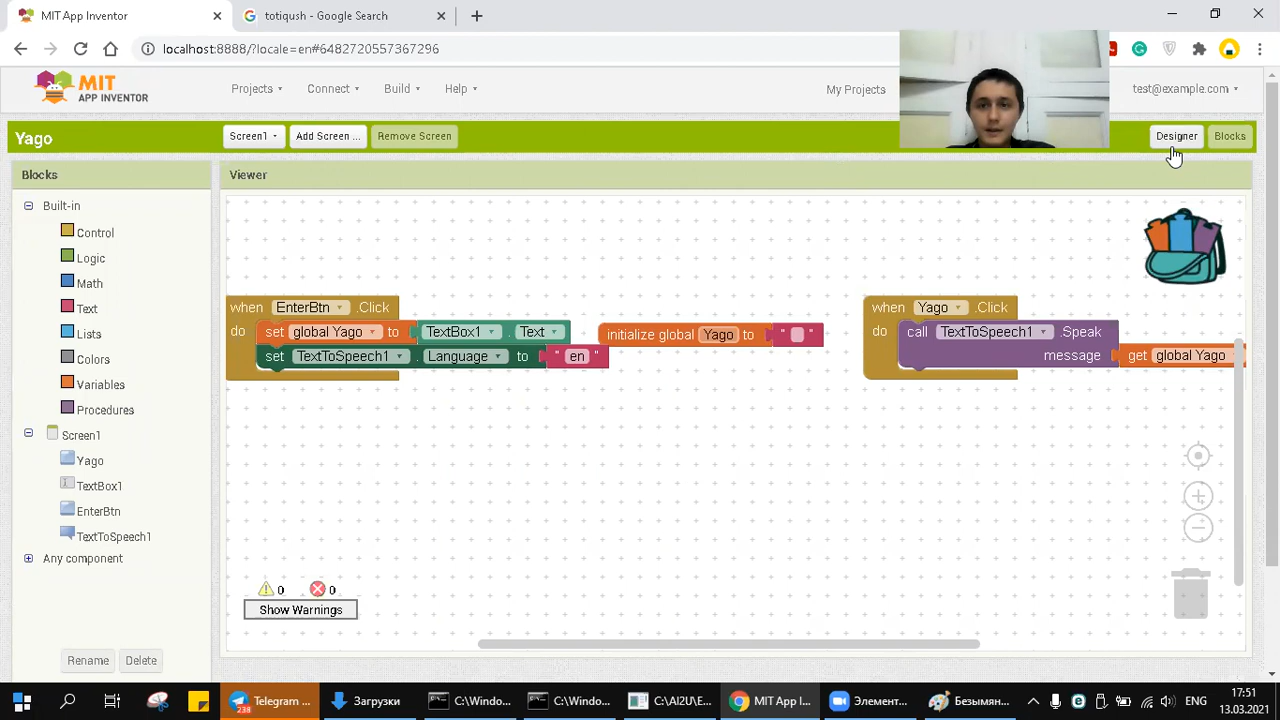 MIT App Inventor
totiqush - Google Search
localhost:8888/?locale=en#6482720557367296
MIT
APP INVENTOR
Projects
Connect
Build
Help
My Projects
test@example.com
Yago
Screen1
Add Screen ...
Remove Screen
Designer
Blocks
Blocks
Viewer
Built-in
Control
Logic
Math
Text
Lists
Colors
Variables
Procedures
Screen1
Yago
TextBox1
EnterBtn
TextToSpeech1
Any component
Rename
Delete
when EnterBtn .Click
do set global Yago to TextBox1 . Text
set TextToSpeech1 . Language to " en "
initialize global Yago to " "
when Yago .Click
do call TextToSpeech1 .Speak
message get global Yago
0 0
Show Warnings
Telegram ...
238
Загрузки
C:\Windo...
C:\Windo...
C:\AI2U\E...
MIT App I...
Элемент...
Безымян...
ENG
17:51
13.03.2021